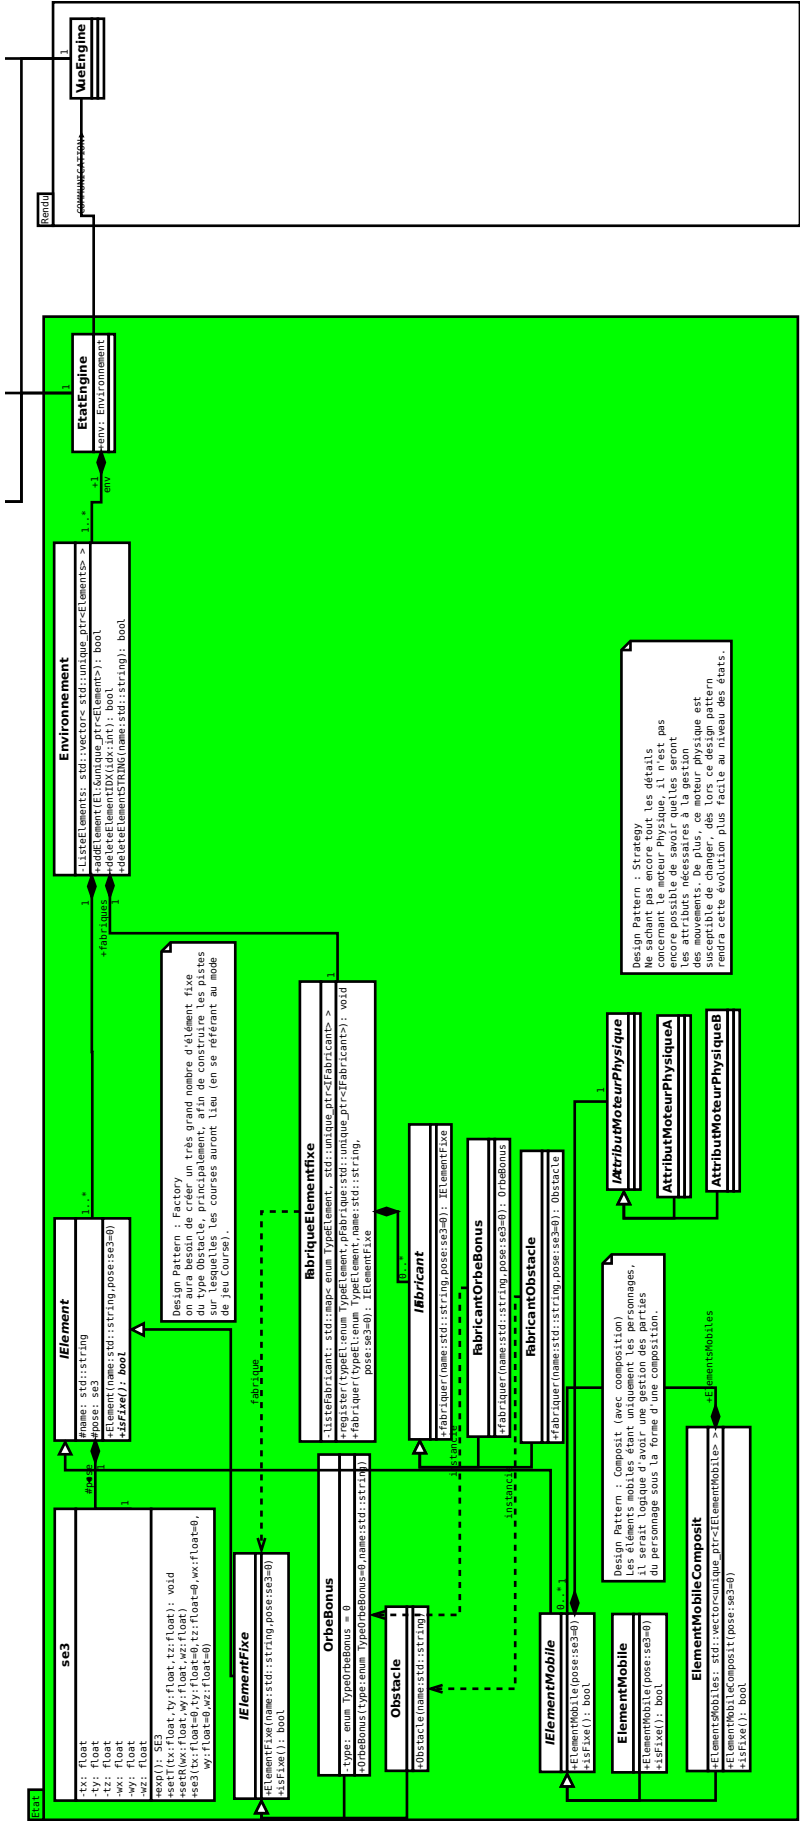 Etat
se3
-tx: float
-ty: float
-tz: float
-wx: float
-wy: float
-wz: float
+exp(): SE3
+setT(tx:float,ty:float,tz:float): void
+setR(wx:float,wy:float,wz:float)
+se3(tx:float=0,ty:float=0,tz:float=0,wx:float=0,
wy:float=0,wz:float=0)
1
#pose
1
IElement
#name: std::string
#pose: se3
+Element(name:std::string,pose:se3=0)
+isFixe(): bool
1..*
1
Environnement
-ListeElements: std::vector< std::unique_ptr<Elements> >
+addElement(El:&unique_ptr<Element>): bool
+deleteElementIDX(idx:int): bool
+deleteElementSTRING(name:std::string): bool
+fabriques
1
1..*
+1
env
EtatEngine
+env: Environnement
1
Rendu
COMMUNICATION
VueEngine
1
Design Pattern : Factory
on aura besoin de créer un très grand nombre d'élément fixe
du type Obstacle, principalement, afin de construire les pistes
sur lesquelles les courses auront lieu (en se référant au mode
de jeu Course).
IElementFixe
+ElementFixe(name:std::string,pose:se3=0)
+isFixe(): bool
fabrique
FabriqueElementfixe
-listeFabricant: std::map< enum TypeElement, std::unique_ptr<IFabricant> >
+register(typeEl:enum TypeElement,pFabrique:std::unique_ptr<IFabricant>): void
+fabriquer(typeEl:enum TypeElement,name:std::string,
pose:se3=0): IElementFixe
1
0..*
OrbeBonus
-type: enum TypeOrbeBonus = 0
+OrbeBonus(type:enum TypeOrbeBonus=0,name:std::string)
Obstacle
+Obstacle(name:std::string)
IFabricant
+fabriquer(name:std::string,pose:se3=0): IElementFixe
FabricantOrbeBonus
+fabriquer(name:std::string,pose:se3=0): OrbeBonus
FabricantObstacle
+fabriquer(name:std::string,pose:se3=0): Obstacle
instancie
instancie
IElementMobile
+ElementMobile(pose:se3=0)
+isFixe(): bool
0..*
1
ElementMobile
+ElementMobile(pose:se3=0)
+isFixe(): bool
ElementMobileComposit
+ElementsMobiles: std::vector<unique_ptr<IElementMobile> >
+ElementMobileComposit(pose:se3=0)
+isFixe(): bool
+ElementsMobiles
Design Pattern : Composit (avec coomposition)
Les éléments mobiles étant uniquement les personnages,
il serait logique d'avoir une gestion des parties
du personnage sous la forme d'une composition.
1
IAttributMoteurPhysique
AttributMoteurPhysiqueA
AttributMoteurPhysiqueB
Design Pattern : Strategy
Ne sachant pas encore tout les détails
concernant le moteur Physique, il n'est pas
encore possible de savoir quelles seront
les attributs nécessaires à la gestion
des mouvements. De plus, ce moteur physique est
susceptible de changer, dès lors ce design pattern
rendra cette évolution plus facile au niveau des états.